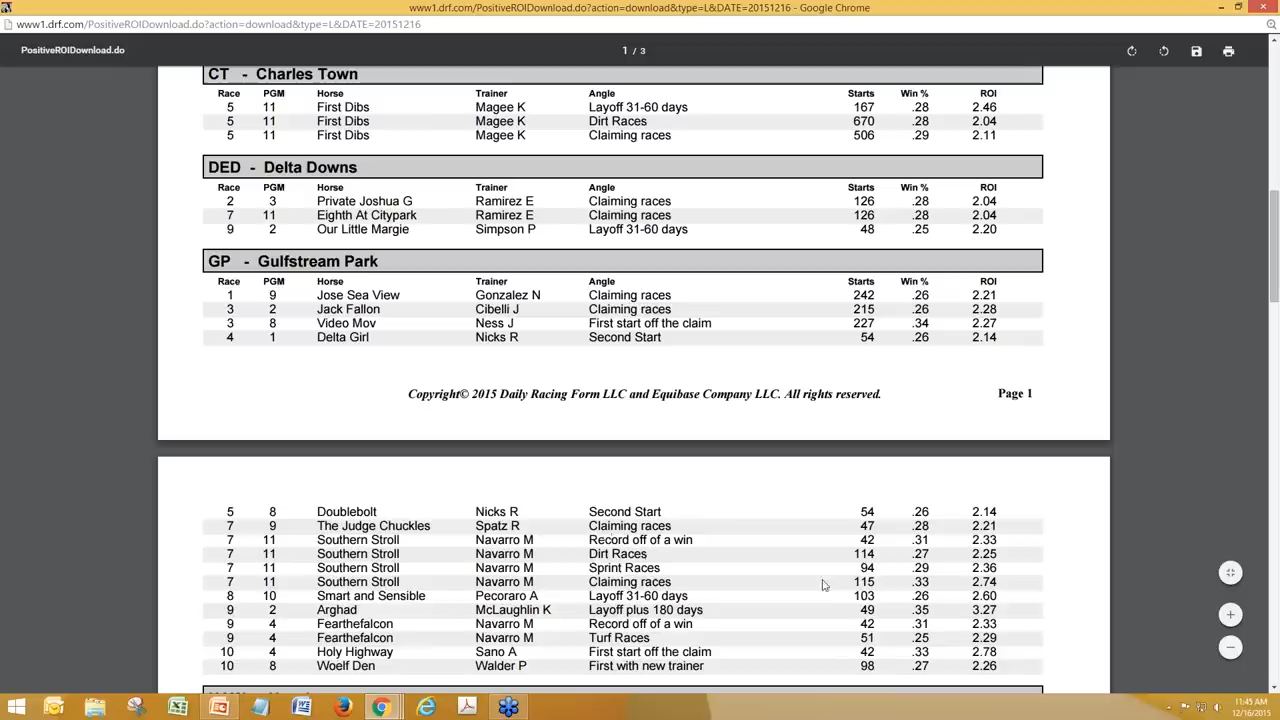 www1.drf.com/PositiveROIDownload.do?action=download&type=L&DATE=20151216 - Google Chrome
www1.drf.com/PositiveROIDownload.do?action=download&type=L&DATE=20151216
PositiveROIDownload.do 1 / 3
CT - Charles Town
Race PGM Horse Trainer Angle Starts Win % ROI
5 11 First Dibs Magee K Layoff 31-60 days 167 .28 2.46
5 11 First Dibs Magee K Dirt Races 670 .28 2.04
5 11 First Dibs Magee K Claiming races 506 .29 2.11
DED - Delta Downs
Race PGM Horse Trainer Angle Starts Win % ROI
2 3 Private Joshua G Ramirez E Claiming races 126 .28 2.04
7 11 Eighth At Citypark Ramirez E Claiming races 126 .28 2.04
9 2 Our Little Margie Simpson P Layoff 31-60 days 48 .25 2.20
GP - Gulfstream Park
Race PGM Horse Trainer Angle Starts Win % ROI
1 9 Jose Sea View Gonzalez N Claiming races 242 .26 2.21
3 2 Jack Fallon Cibelli J Claiming races 215 .26 2.28
3 8 Video Mov Ness J First start off the claim 227 .34 2.27
4 1 Delta Girl Nicks R Second Start 54 .26 2.14
Copyright© 2015 Daily Racing Form LLC and Equibase Company LLC. All rights reserved. Page 1
5 8 Doublebolt Nicks R Second Start 54 .26 2.14
7 9 The Judge Chuckles Spatz R Claiming races 47 .28 2.21
7 11 Southern Stroll Navarro M Record off of a win 42 .31 2.33
7 11 Southern Stroll Navarro M Dirt Races 114 .27 2.25
7 11 Southern Stroll Navarro M Sprint Races 94 .29 2.36
7 11 Southern Stroll Navarro M Claiming races 115 .33 2.74
8 10 Smart and Sensible Pecoraro A Layoff 31-60 days 103 .26 2.60
9 2 Arghad McLaughlin K Layoff plus 180 days 49 .35 3.27
9 4 Fearthefalcon Navarro M Record off of a win 42 .31 2.33
9 4 Fearthefalcon Navarro M Turf Races 51 .25 2.29
10 4 Holy Highway Sano A First start off the claim 42 .33 2.78
10 8 Woelf Den Walder P First with new trainer 98 .27 2.26
11:45 AM
12/16/2015